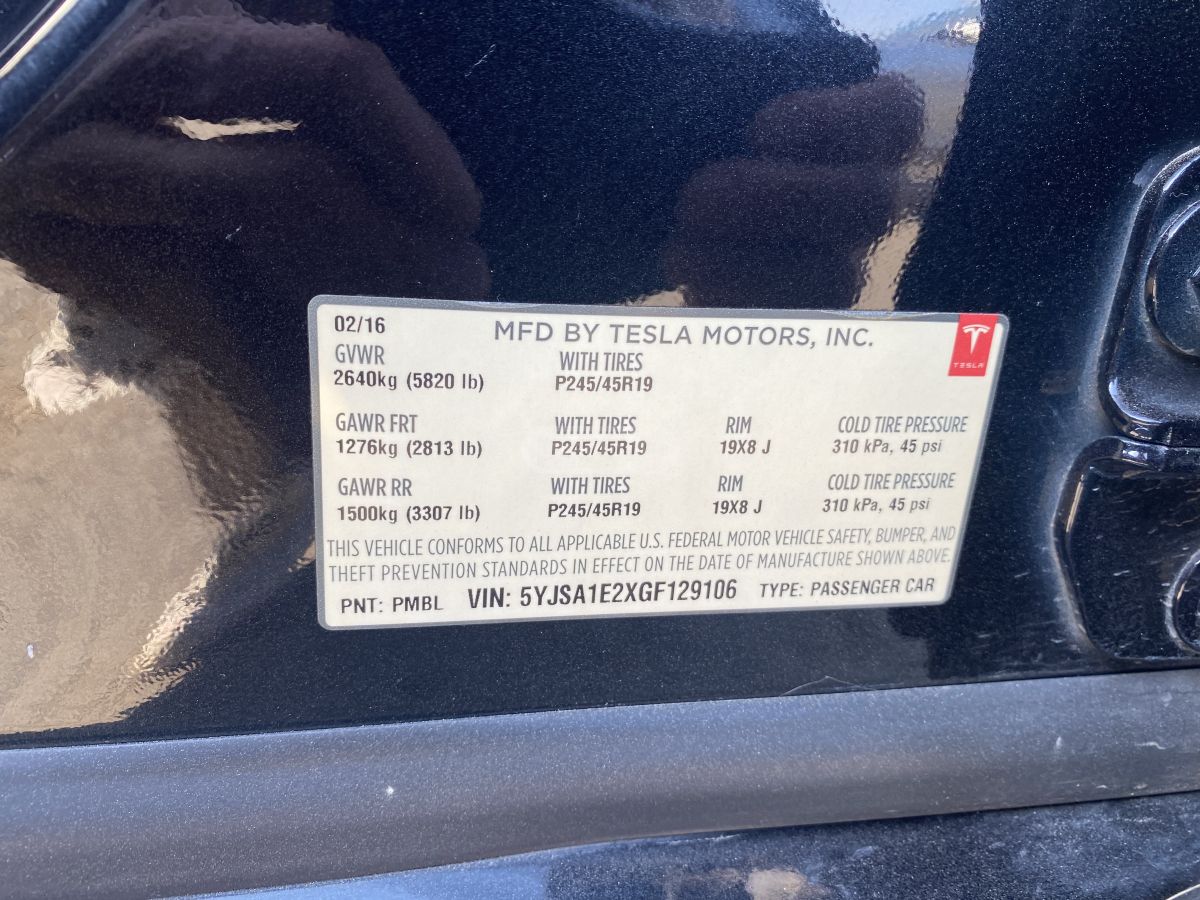 02/16 MFD BY TESLA MOTORS, INC.
TESLA
GVWR WITH TIRES
2640kg (5820 lb) P245/45R19
GAWR FRT WITH TIRES RIM COLD TIRE PRESSURE
1276kg (2813 lb) P245/45R19 19X8 J 310 kPa, 45 psi
GAWR RR WITH TIRES RIM COLD TIRE PRESSURE
1500kg (3307 lb) P245/45R19 19X8 J 310 kPa, 45 psi
THIS VEHICLE CONFORMS TO ALL APPLICABLE U.S. FEDERAL MOTOR VEHICLE SAFETY, BUMPER, AND
THEFT PREVENTION STANDARDS IN EFFECT ON THE DATE OF MANUFACTURE SHOWN ABOVE.
PNT: PMBL VIN: 5YJSA1E2XGF129106 TYPE: PASSENGER CAR